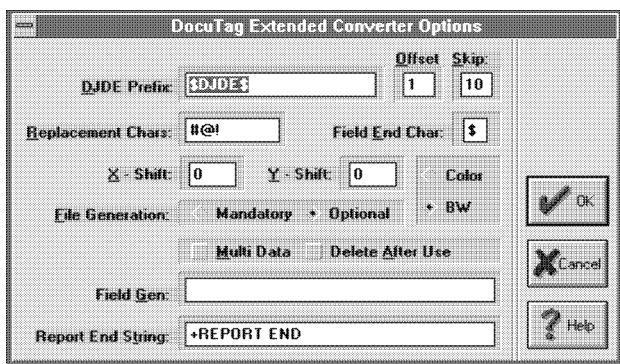 DocuTag Extended Converter Options
Offset Skip:
DJDE Prefix: $DJDE$ 1 10
Replacement Chars: #@! Field End Char: $
X - Shift: 0 Y - Shift: 0 Color
File Generation: Mandatory Optional BW
Multi Data Delete After Use
Field Gen:
Report End String: +REPORT END
OK
Cancel
Help